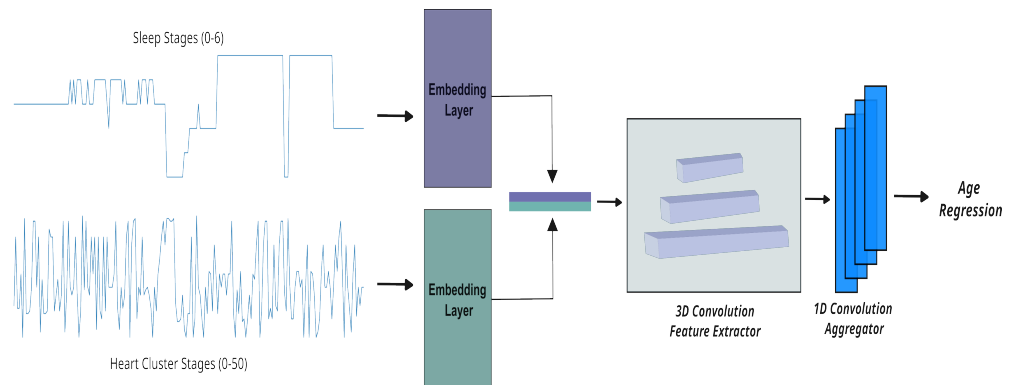 Sleep Stages (0-6)
Embedding
Layer
Heart Cluster Stages (0-50)
Embedding
Layer
3D Convolution
Feature Extractor
1D Convolution
Aggregator
Age
Regression